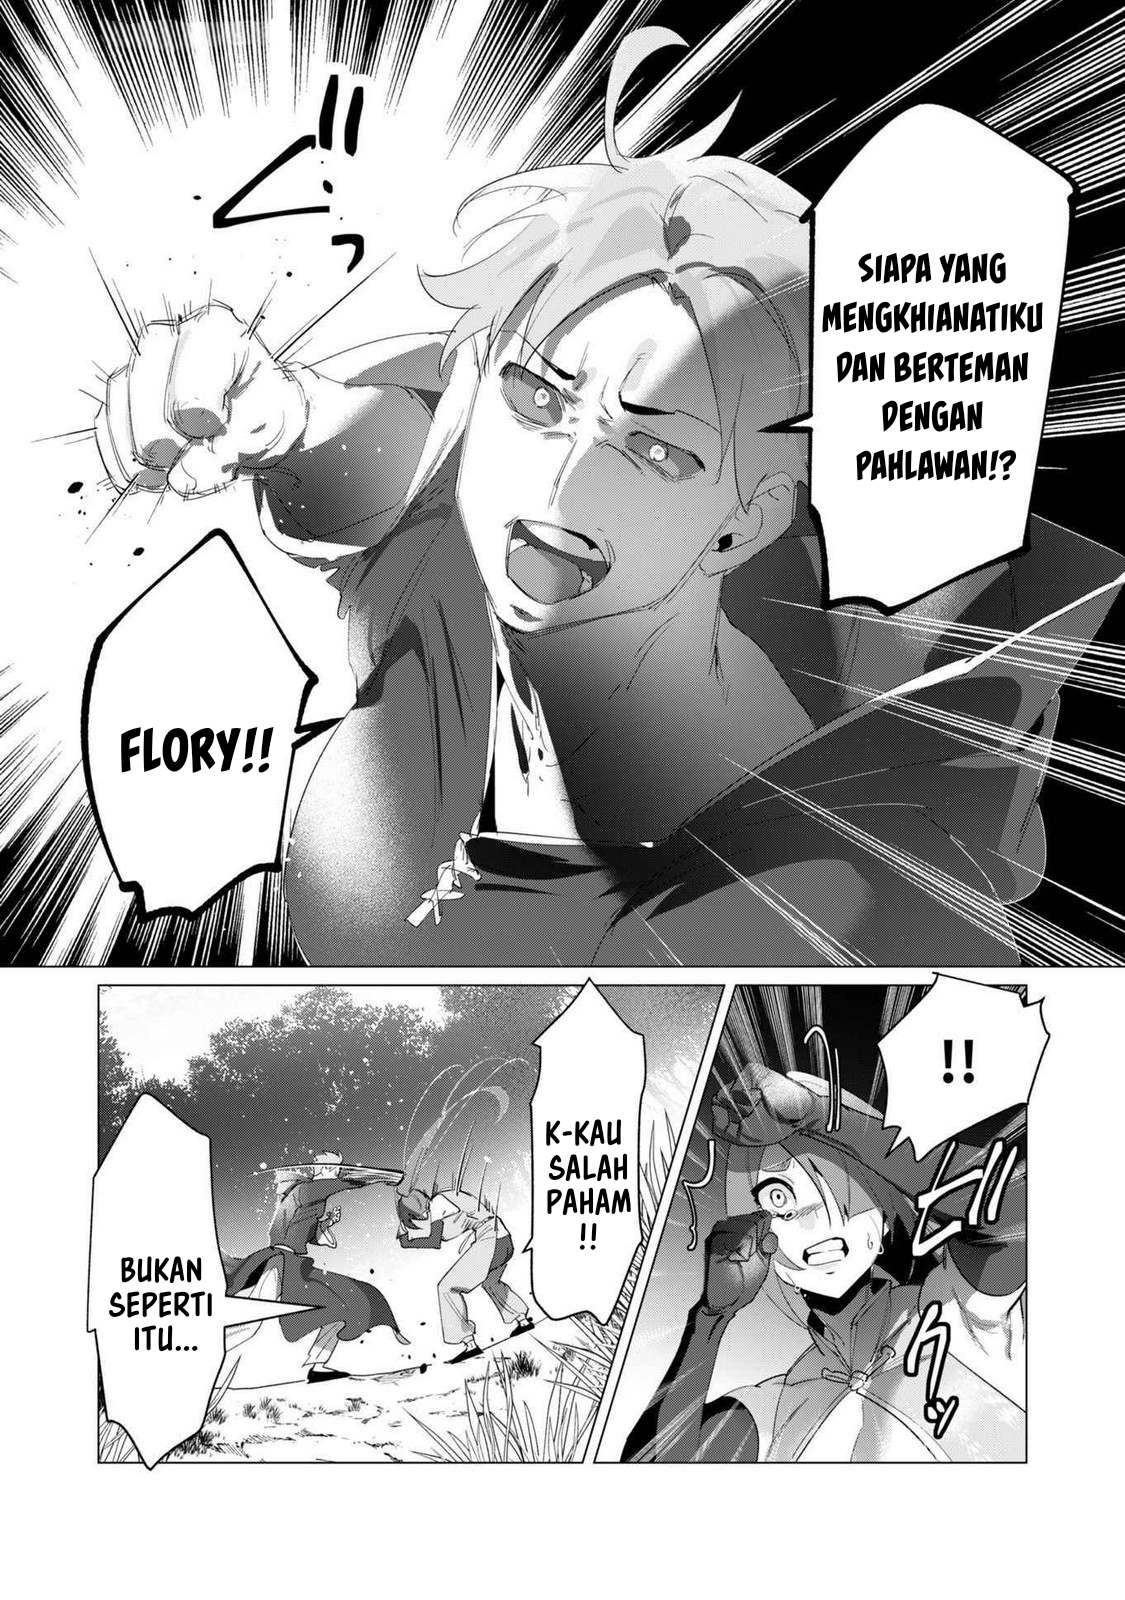 SIAPA YANG
MENGKHIANATIKU
DAN BERTEMAN
DENGAN
PAHLAWAN!?
FLORY!!
!!
K-KAU
SALAH
PAHAM
!!
BUKAN
SEPERTI
ITU...